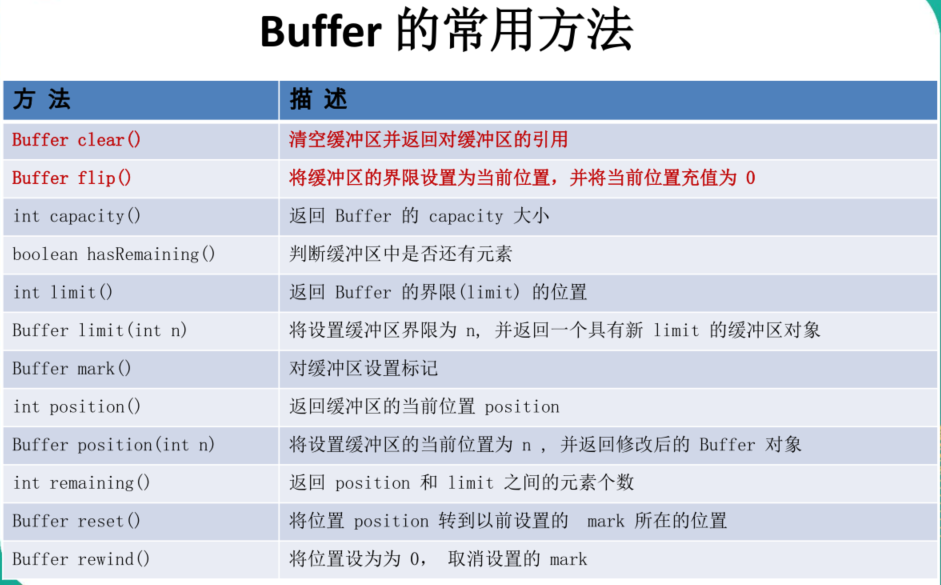 Buffer 的常用方法
方 法 描 述
Buffer clear() 清空缓冲区并返回对缓冲区的引用
Buffer flip() 将缓冲区的界限设置为当前位置，并将当前位置充值为 0
int capacity() 返回 Buffer 的 capacity 大小
boolean hasRemaining() 判断缓冲区中是否还有元素
int limit() 返回 Buffer 的界限(limit) 的位置
Buffer limit(int n) 将设置缓冲区界限为 n, 并返回一个具有新 limit 的缓冲区对象
Buffer mark() 对缓冲区设置标记
int position() 返回缓冲区的当前位置 position
Buffer position(int n) 将设置缓冲区的当前位置为 n , 并返回修改后的 Buffer 对象
int remaining() 返回 position 和 limit 之间的元素个数
Buffer reset() 将位置 position 转到以前设置的 mark 所在的位置
Buffer rewind() 将位置设为为 0， 取消设置的 mark